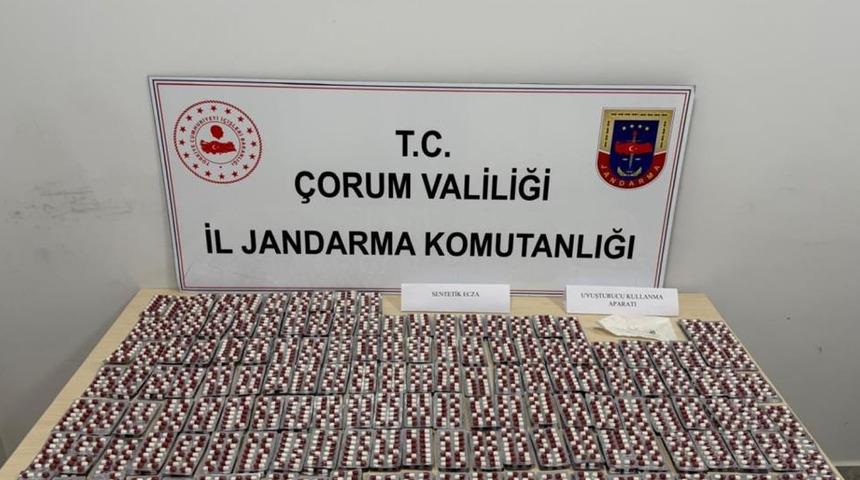 T.C.
ÇORUM VALİLİĞİ
İL JANDARMA KOMUTANLIĞI
JANDARMA
SENTETİK ECZA
UYUŞTURUCU KULLANMA
APARATI